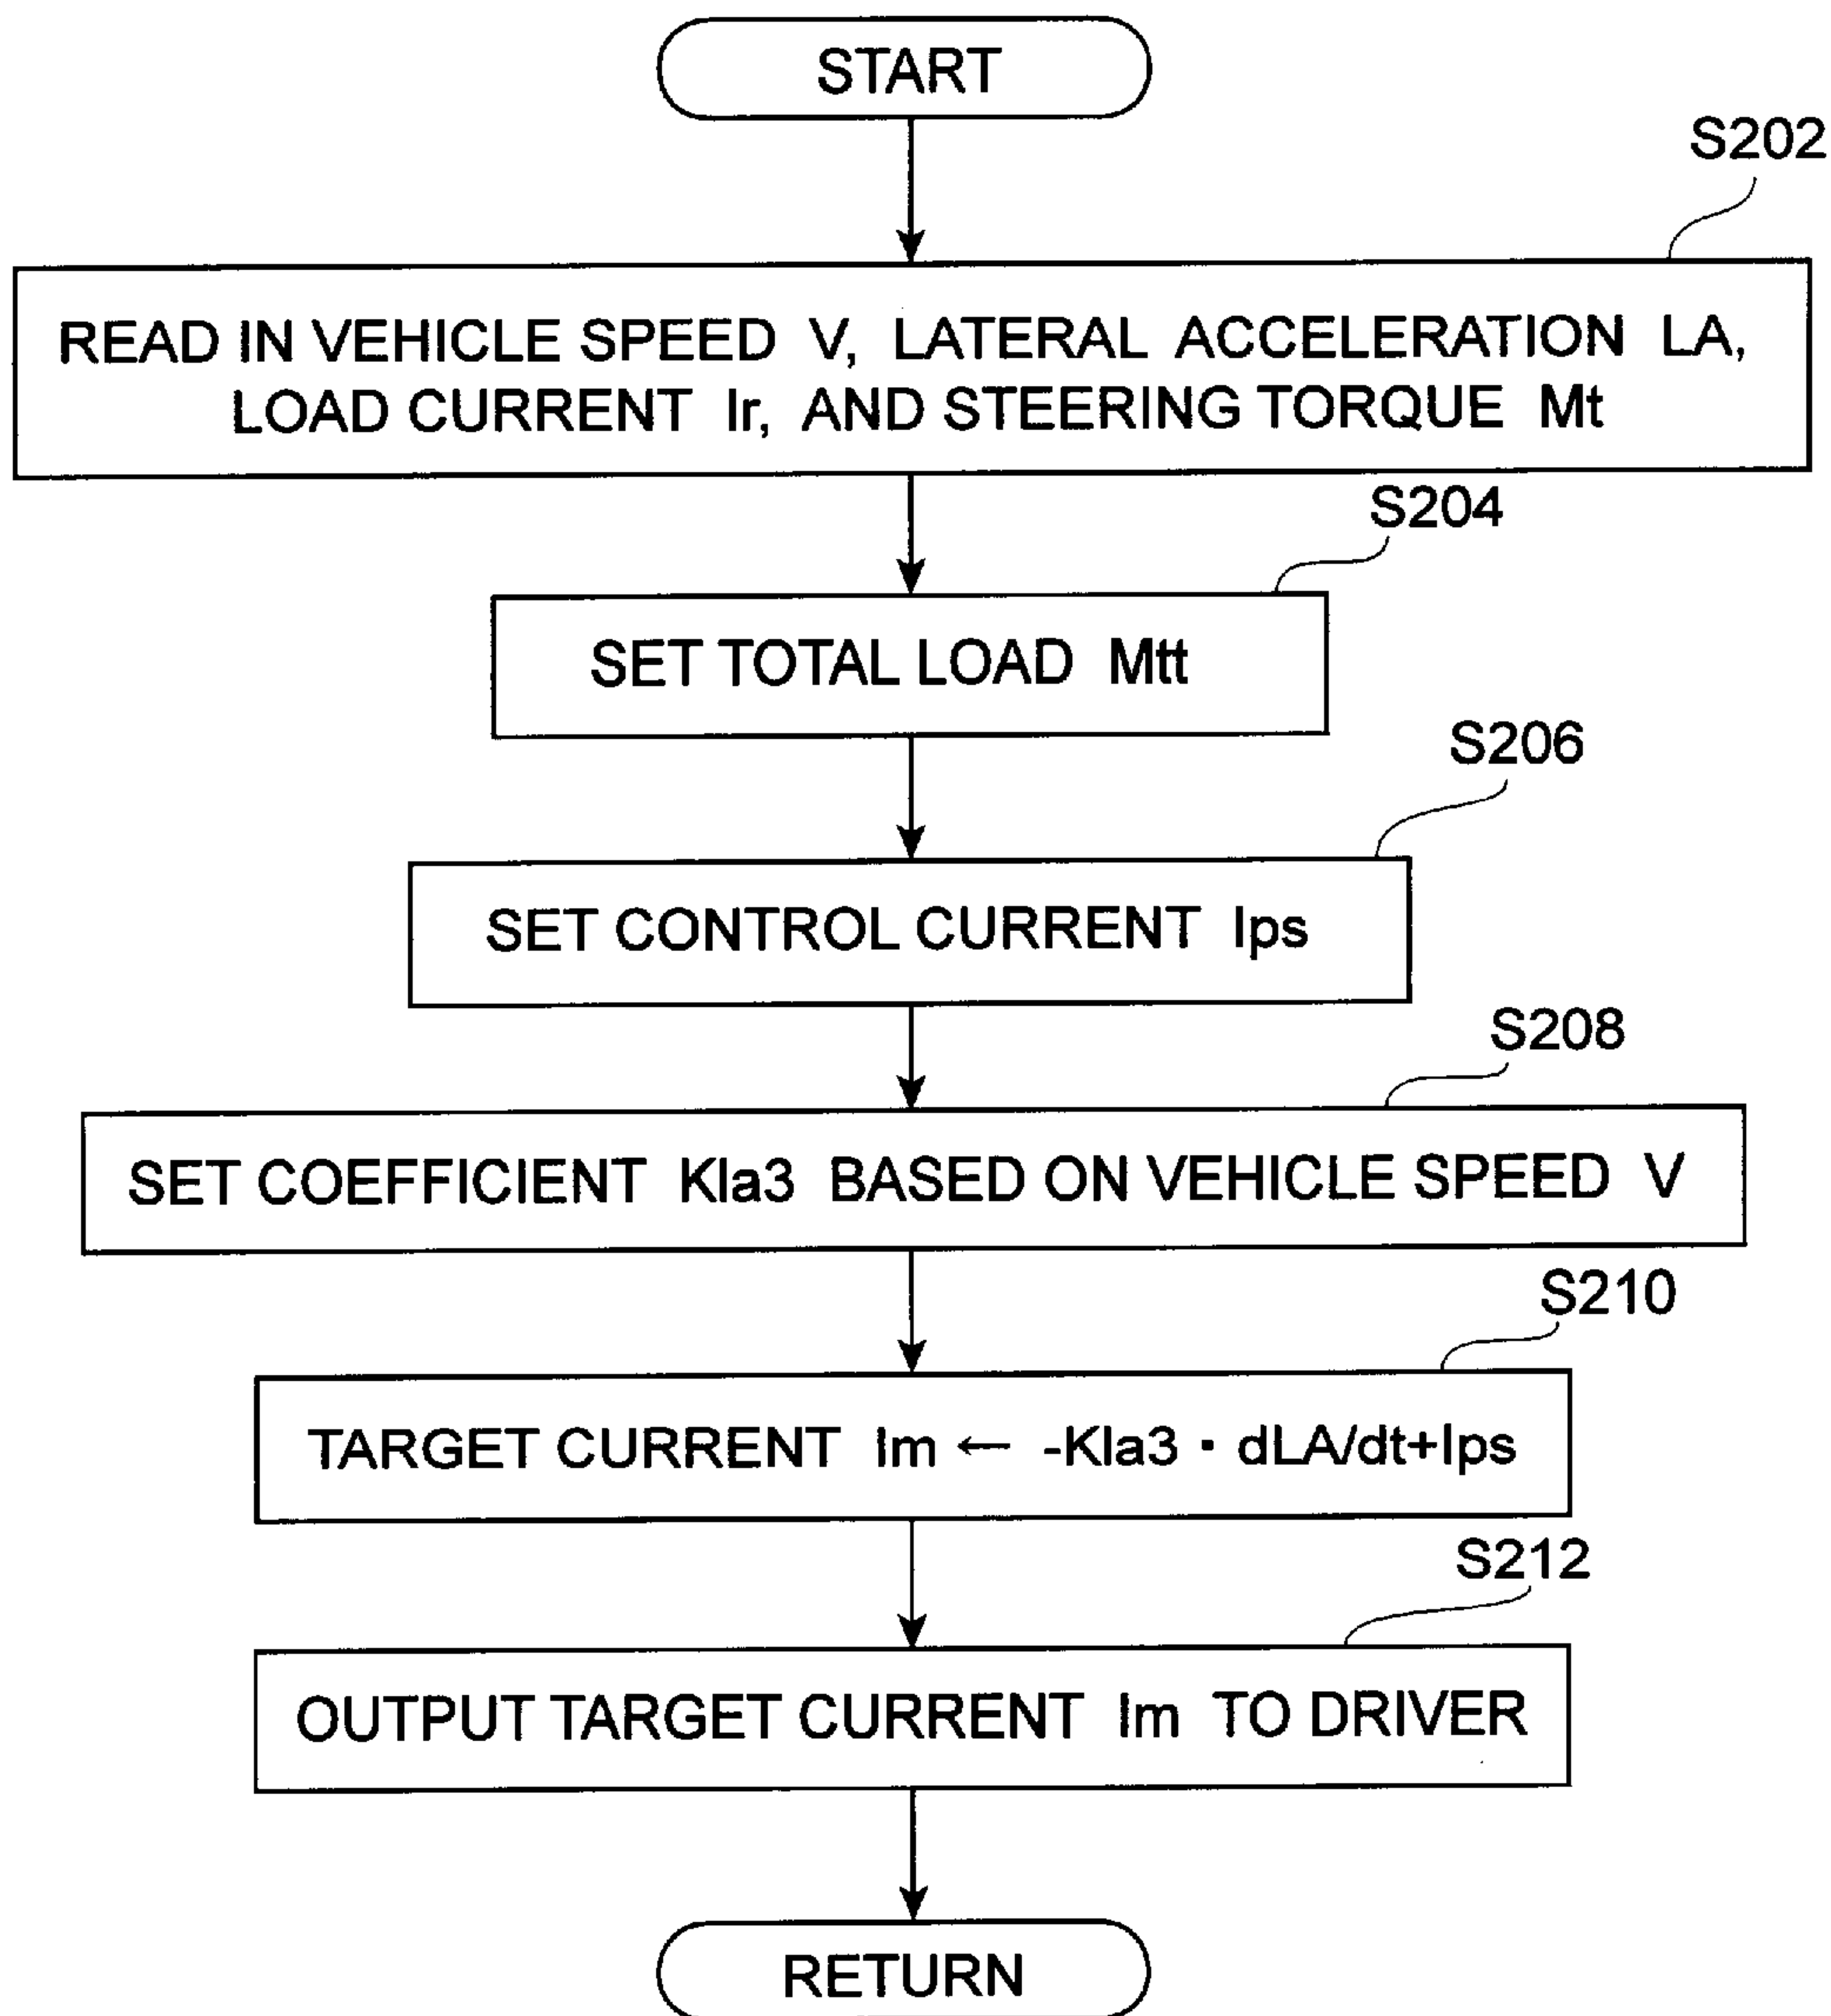 START
S202
READ IN VEHICLE SPEED V, LATERAL ACCELERATION LA,
LOAD CURRENT Ir, AND STEERING TORQUE Mt
S204
SET TOTAL LOAD Mtt
S206
SET CONTROL CURRENT Ips
S208
SET COEFFICIENT Kla3 BASED ON VEHICLE SPEED V
S210
TARGET CURRENT Im ← -Kla3 · dLA/dt+Ips
S212
OUTPUT TARGET CURRENT Im TO DRIVER
RETURN